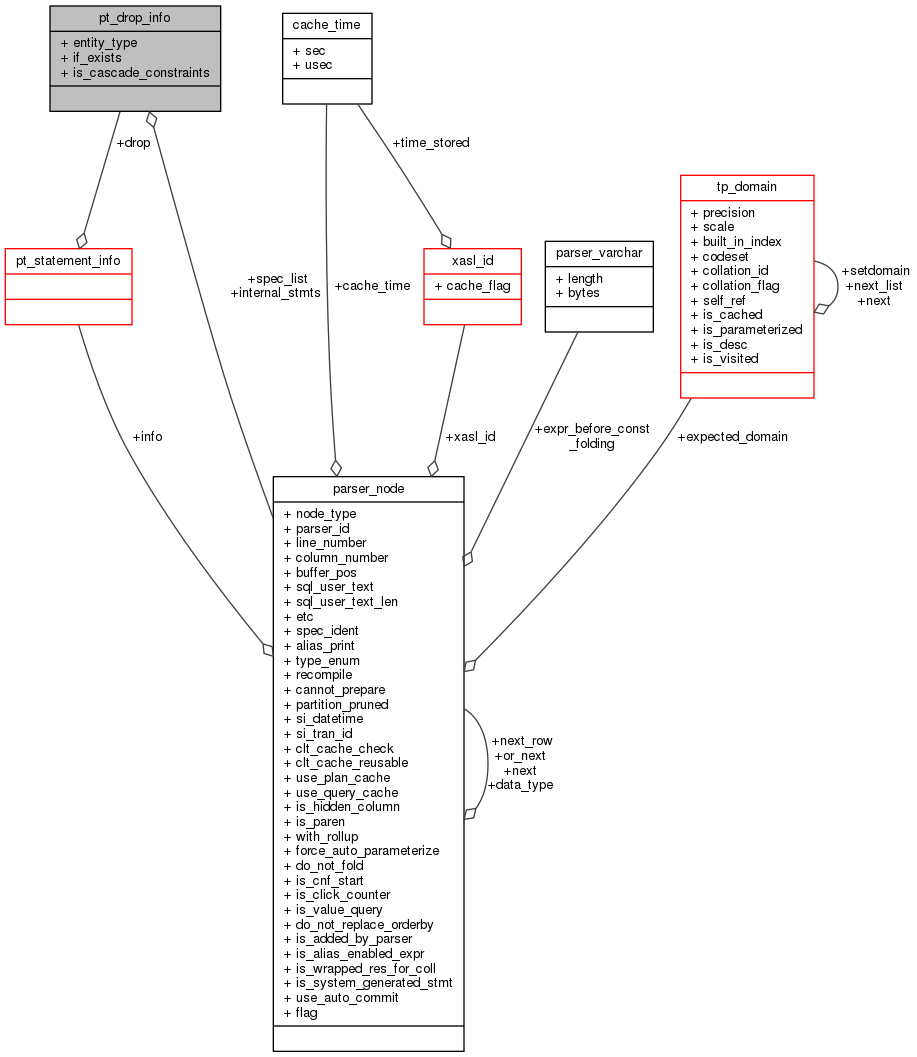 pt_drop_info
+ entity_type
+ if_exists
+ is_cascade_constraints
cache_time
+ sec
+ usec
+drop
+time_stored
tp_domain
+ precision
+ scale
+ built_in_index
+ codeset
+ collation_id
+ collation_flag
+ self_ref
+ is_cached
+ is_parameterized
+ is_desc
+ is_visited
+setdomain
+next_list
+next
pt_statement_info
+spec_list
+internal_stmts
+cache_time
xasl_id
+ cache_flag
parser_varchar
+ length
+ bytes
+info
+xasl_id
+expr_before_const
_folding
+expected_domain
parser_node
+ node_type
+ parser_id
+ line_number
+ column_number
+ buffer_pos
+ sql_user_text
+ sql_user_text_len
+ etc
+ spec_ident
+ alias_print
+ type_enum
+ recompile
+ cannot_prepare
+ partition_pruned
+ si_datetime
+ si_tran_id
+ clt_cache_check
+ clt_cache_reusable
+ use_plan_cache
+ use_query_cache
+ is_hidden_column
+ is_paren
+ with_rollup
+ force_auto_parameterize
+ do_not_fold
+ is_cnf_start
+ is_click_counter
+ is_value_query
+ do_not_replace_orderby
+ is_added_by_parser
+ is_alias_enabled_expr
+ is_wrapped_res_for_coll
+ is_system_generated_stmt
+ use_auto_commit
+ flag
+next_row
+or_next
+next
+data_type